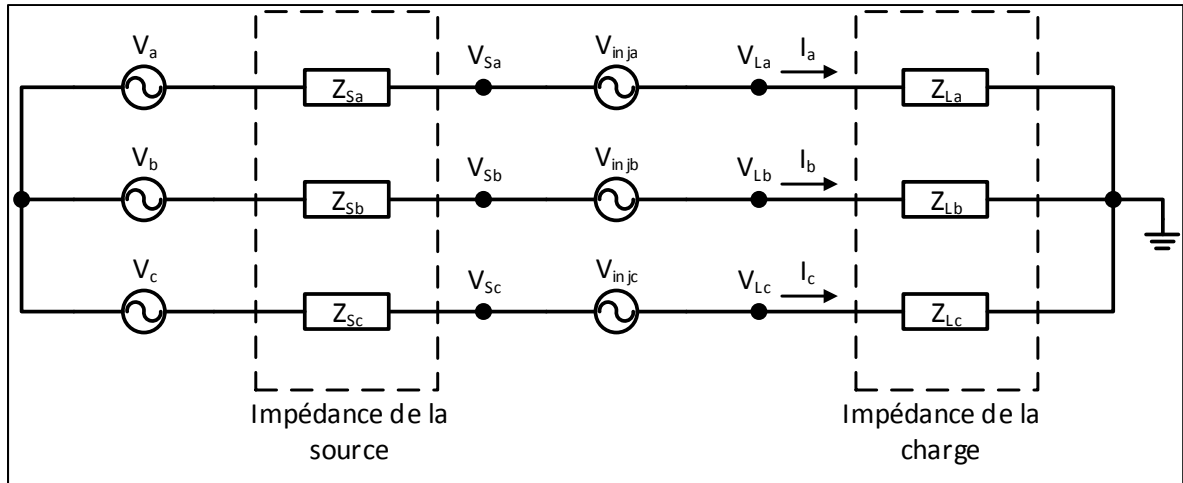 Va
VSa
Vinja
VLa
Ia
ZSa
ZLa
Vb
VSb
Vinjb
VLb
Ib
ZSb
ZLb
Vc
VSc
Vinjc
VLc
Ic
ZSc
ZLc
Impédance de la
source
Impédance de la
charge